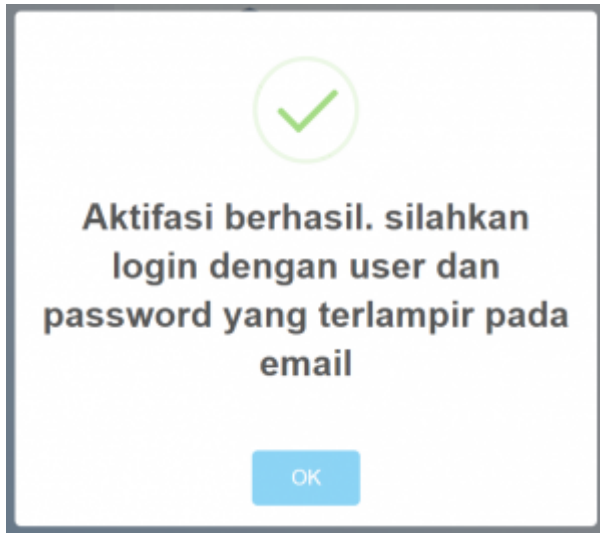 Aktifasi berhasil. silahkan
login dengan user dan
password yang terlampir pada
email
OK